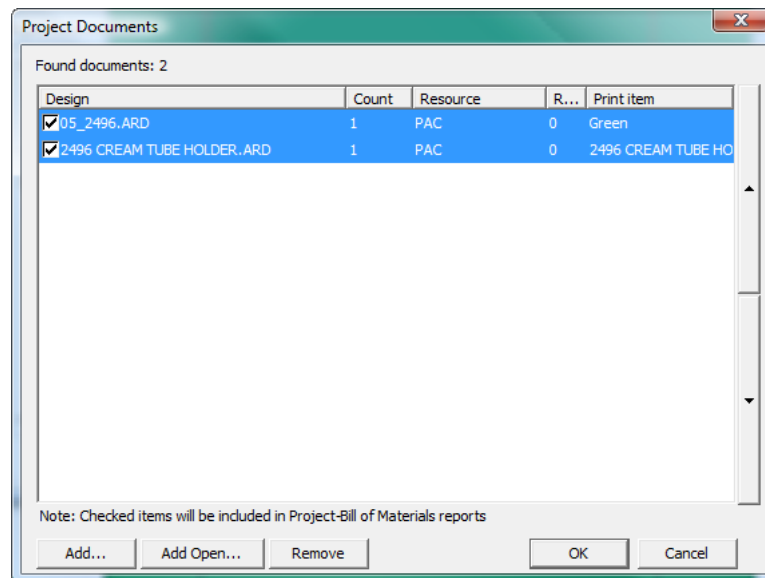 Project Documents
Found documents: 2
Design Count Resource R... Print item
05_2496.ARD 1 PAC 0 Green
2496 CREAM TUBE HOLDER.ARD 1 PAC 0 2496 CREAM TUBE HO
Note: Checked items will be included in Project-Bill of Materials reports
Add... Add Open... Remove OK Cancel